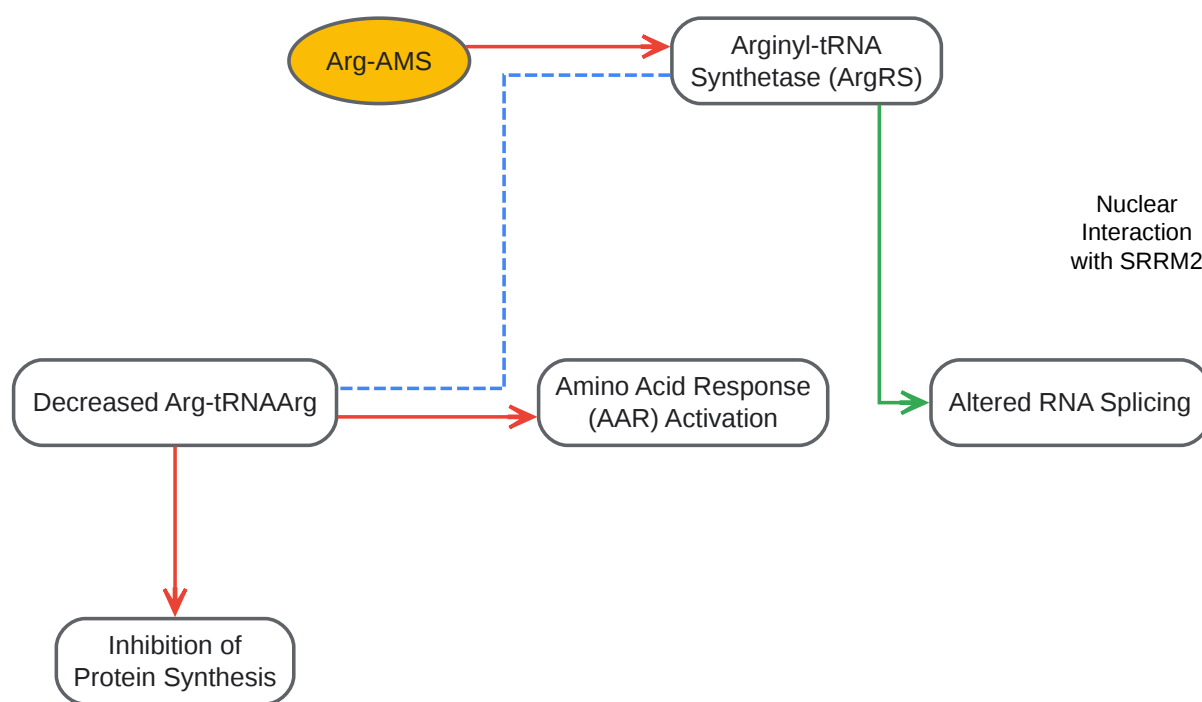 Arg-AMS
Arginyl-tRNA
Synthetase (ArgRS)
Nuclear
Interaction
with SRRM2
Decreased Arg-tRNAArg
Amino Acid Response
(AAR) Activation
Altered RNA Splicing
Inhibition of
Protein Synthesis